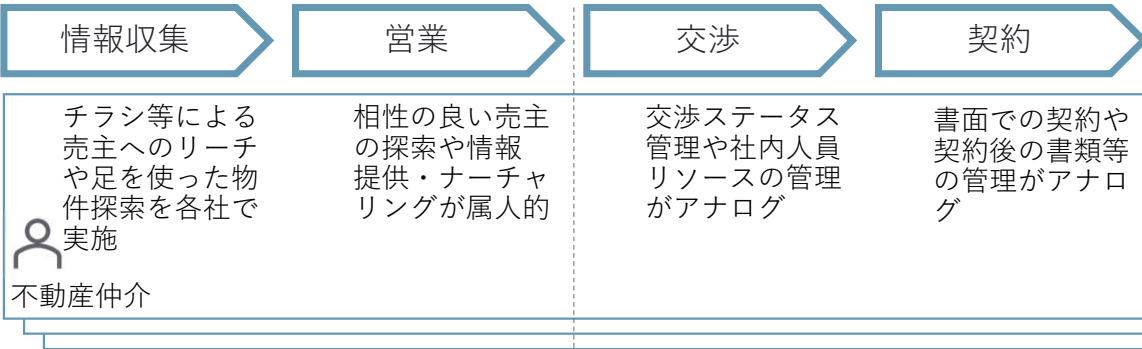 情報収集
営業
交渉
契約
チラシ等による
売主へのリーチ
や足を使った物
件探索を各社で
実施
不動産仲介
相性の良い売主
の探索や情報
提供・ナーチャ
リングが属人的
交渉ステータス
管理や社内人員
リソースの管理
がアナログ
書面での契約や
契約後の書類等
の管理がアナロ
グ